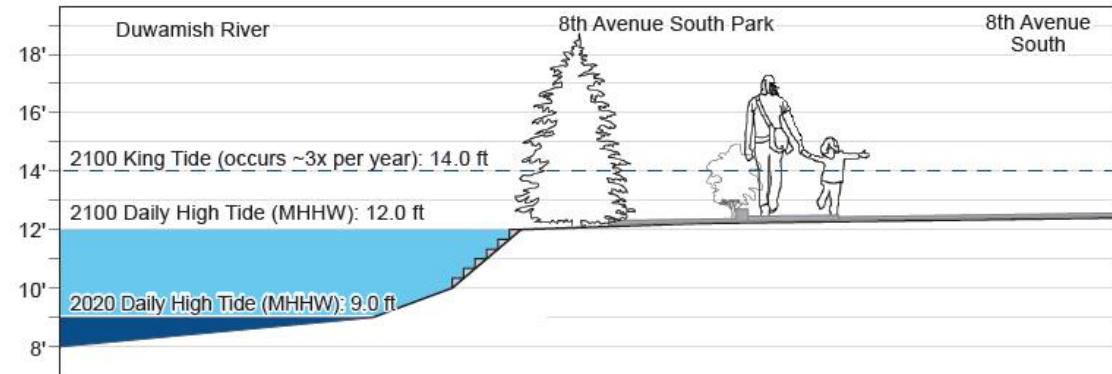 Duwamish River
8th Avenue South Park
8th Avenue
South
18'
16'
2100 King Tide (occurs ~3x per year): 14.0 ft
14'
2100 Daily High Tide (MHHW): 12.0 ft
12'
10'
2020 Daily High Tide (MHHW): 9.0 ft
8'